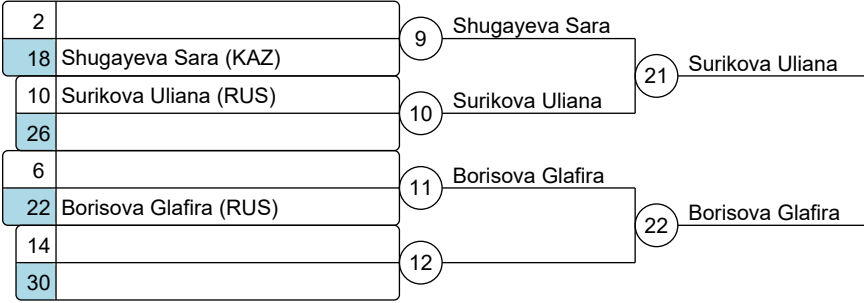 2
18 Shugayeva Sara (KAZ)
9
Shugayeva Sara
10 Surikova Uliana (RUS)
26
10
Surikova Uliana
21
Surikova Uliana
6
22 Borisova Glafira (RUS)
11
Borisova Glafira
14
30
12
22
Borisova Glafira